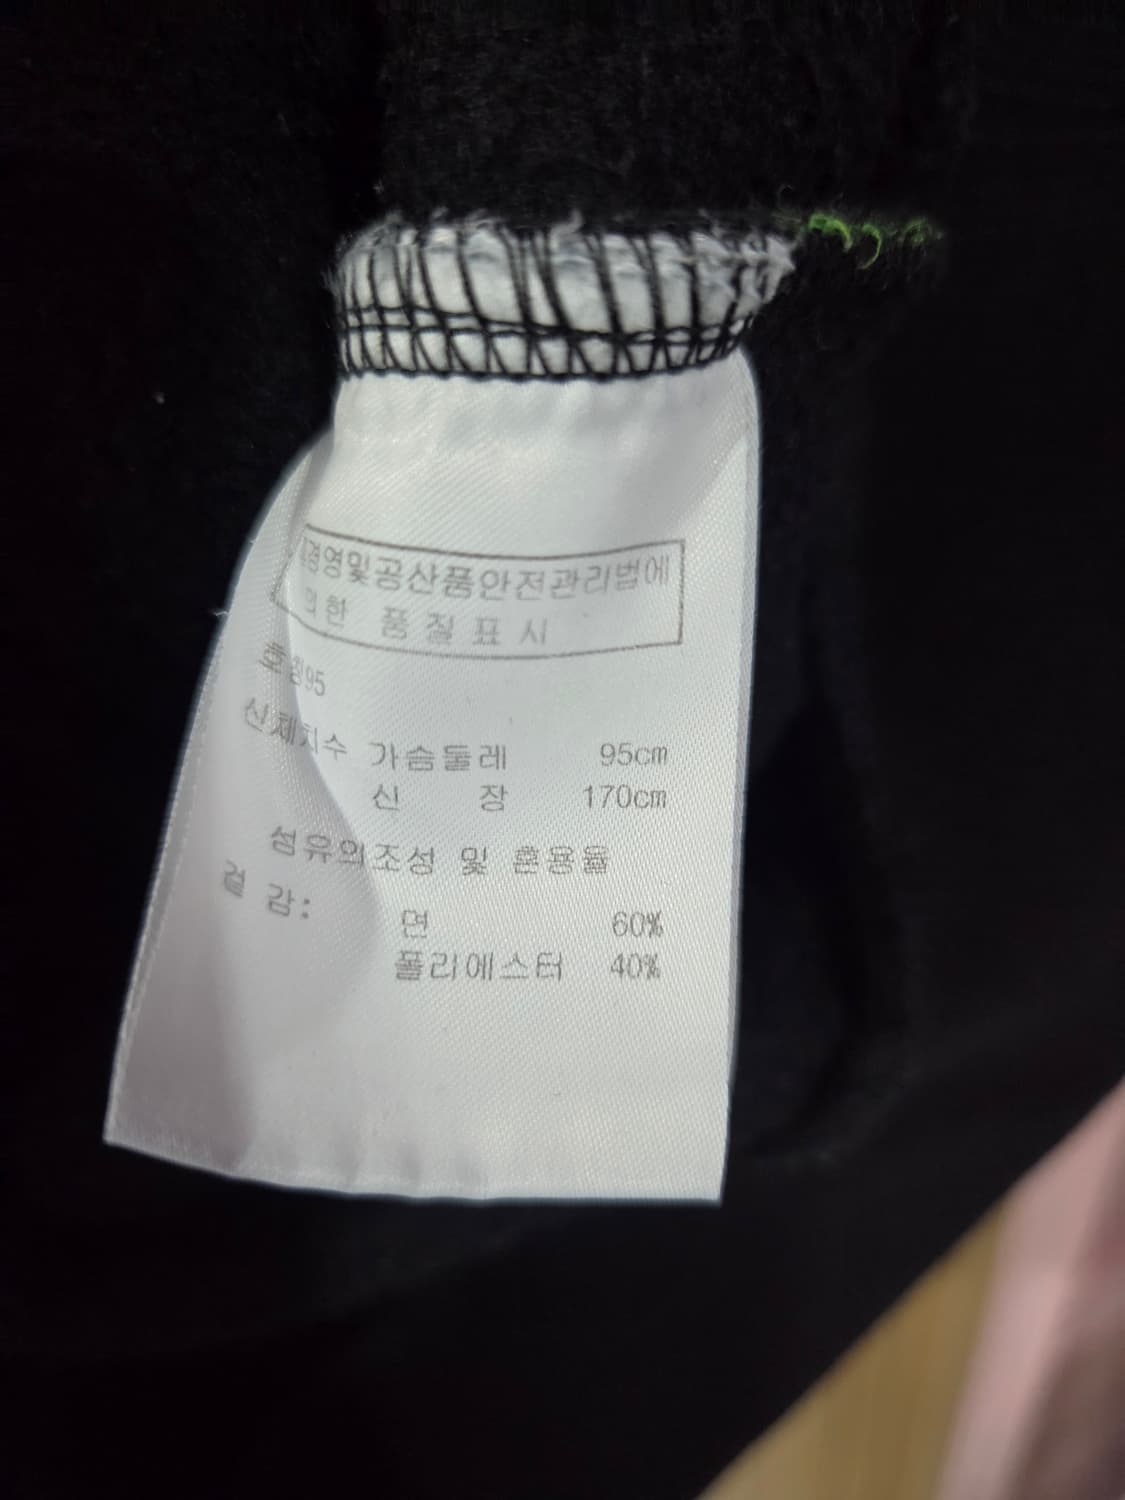 경영및공산품안전관리법에
의한 품질표시
호칭95
신체치수 가슴둘레 95cm
신 장 170cm
섬유의조성 및 혼용율
겉 감:
면 60%
폴리에스터 40%